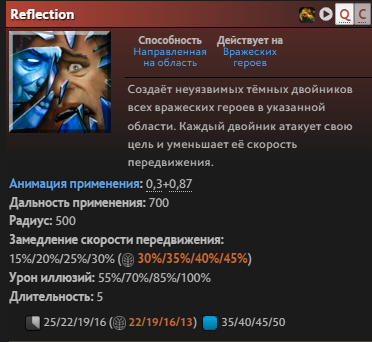 Reflection
Q C
Способность Действует на
Направленная Вражеских
на область героев
Создаёт неуязвимых тёмных двойников
всех вражеских героев в указанной
области. Каждый двойник атакует свою
цель и уменьшает её скорость
передвижения.
Анимация применения: 0,3+0,87
Дальность применения: 700
Радиус: 500
Замедление скорости передвижения:
15%/20%/25%/30% ( 30%/35%/40%/45%)
Урон иллюзий: 55%/70%/85%/100%
Длительность: 5
25/22/19/16 ( 22/19/16/13) 35/40/45/50